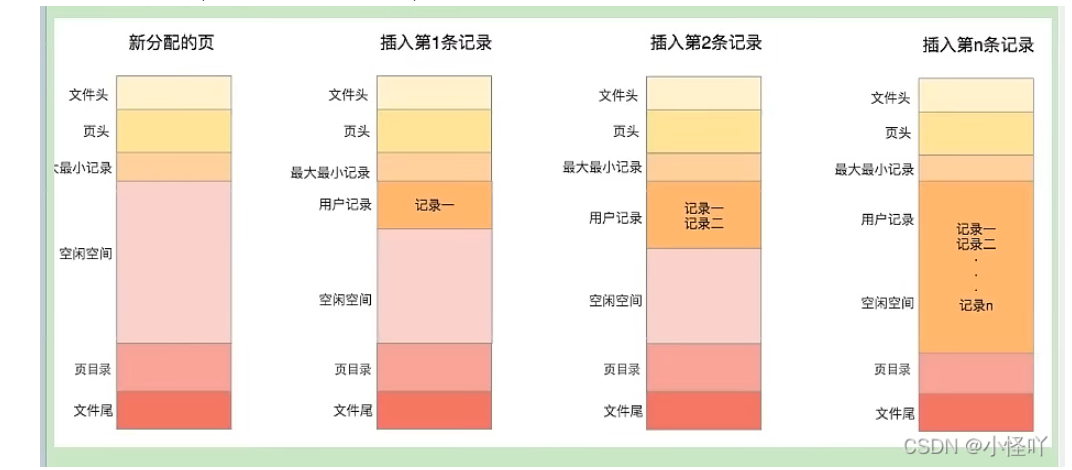 新分配的页
插入第1条记录
插入第2条记录
插入第n条记录
文件头
页头
大最小记录
空闲空间
页目录
文件尾
文件头
页头
最大最小记录
用户记录
记录一
空闲空间
页目录
文件尾
文件头
页头
最大最小记录
用户记录
记录一
记录二
空闲空间
页目录
文件尾
文件头
页头
最大最小记录
用户记录
记录一
记录二
.
.
.
记录n
空闲空间
页目录
文件尾
CSDN @小怪吖